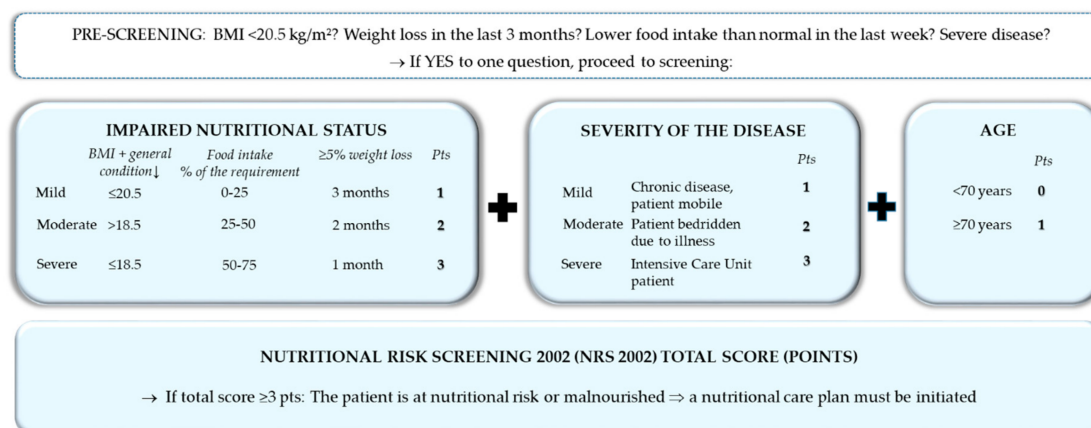 PRE-SCREENING: BMI <20.5 kg/m²? Weight loss in the last 3 months? Lower food intake than normal in the last week? Severe disease?
→ If YES to one question, proceed to screening:
IMPAIRED NUTRITIONAL STATUS
BMI + general condition↓ Food intake % of the requirement ≥5% weight loss Pts
Mild ≤20.5 0-25 3 months 1
Moderate >18.5 25-50 2 months 2
Severe ≤18.5 50-75 1 month 3
SEVERITY OF THE DISEASE
Pts
Mild Chronic disease, patient mobile 1
Moderate Patient bedridden due to illness 2
Severe Intensive Care Unit patient 3
AGE
Pts
<70 years 0
≥70 years 1
NUTRITIONAL RISK SCREENING 2002 (NRS 2002) TOTAL SCORE (POINTS)
→ If total score ≥3 pts: The patient is at nutritional risk or malnourished ⇒ a nutritional care plan must be initiated